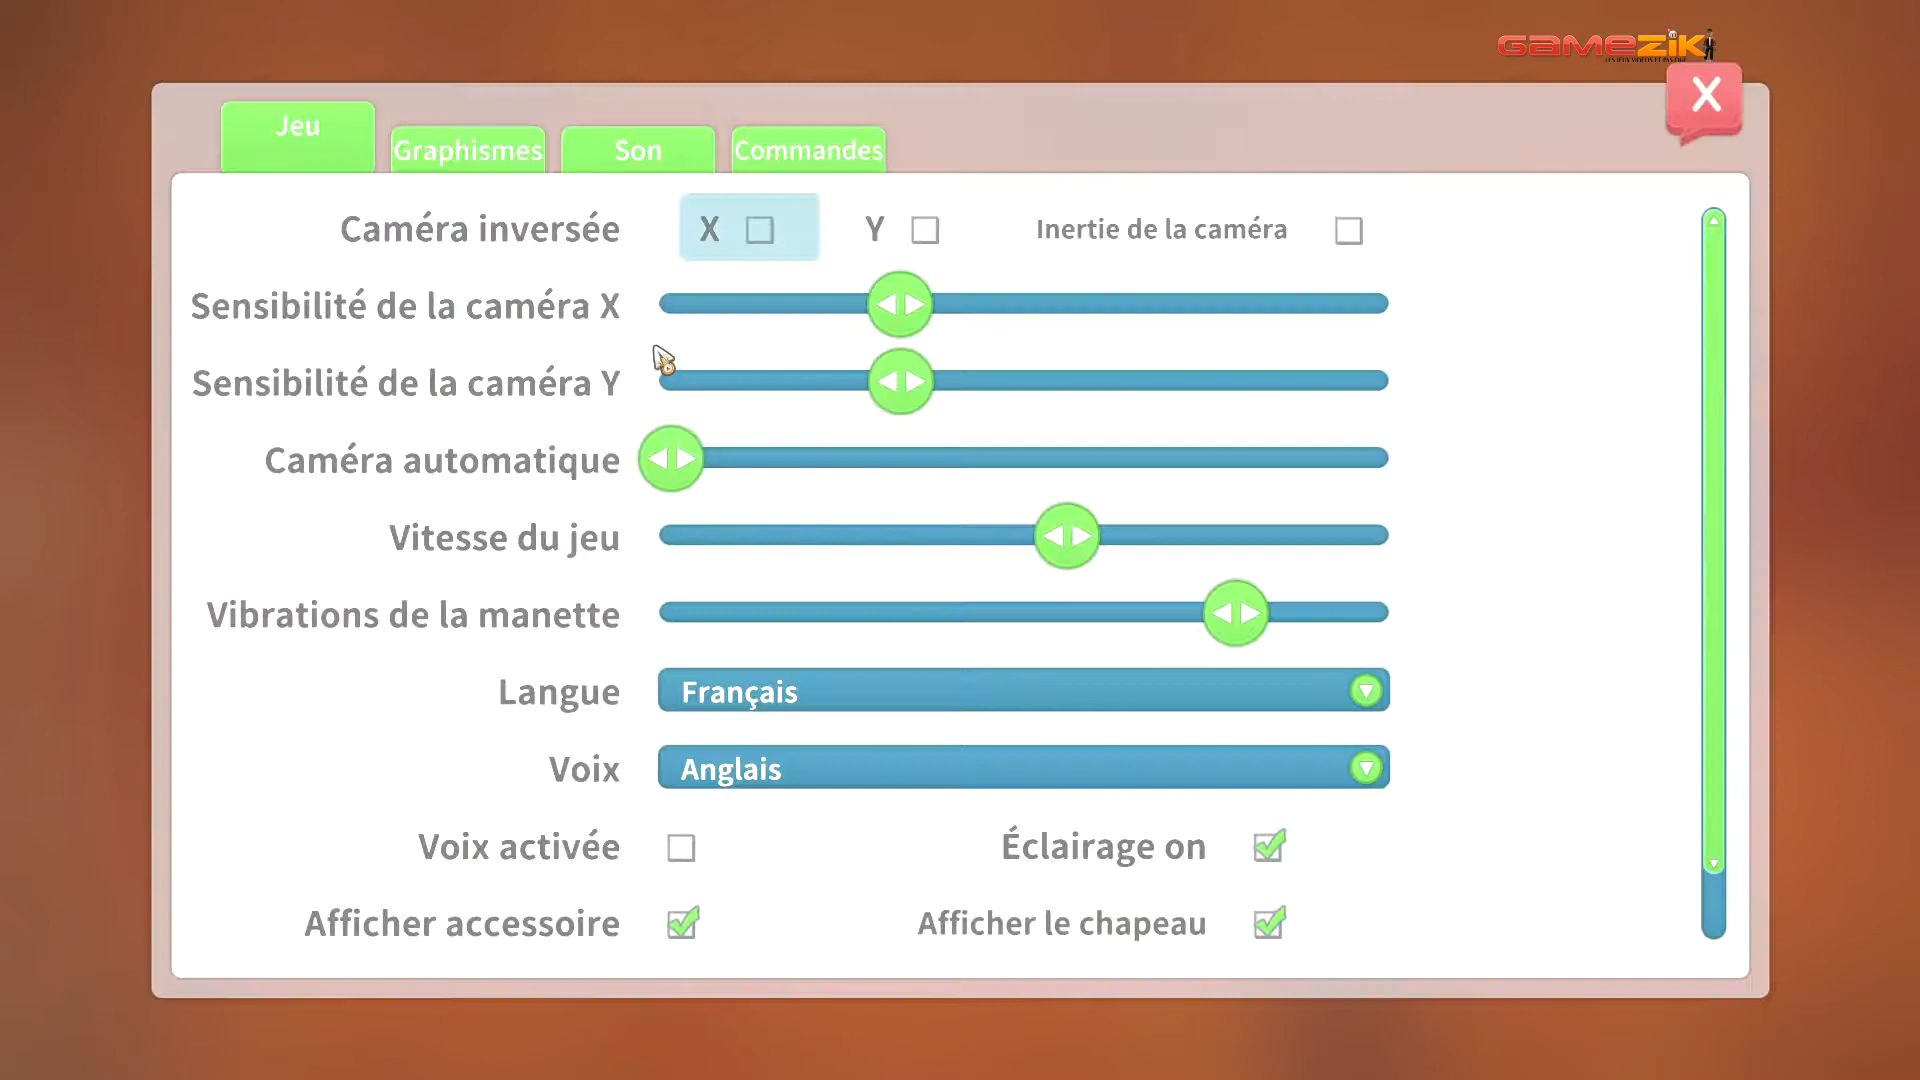 GAMEZIK
X
Jeu
Graphismes
Son
Commandes
Caméra inversée X Y Inertie de la caméra
Sensibilité de la caméra X
Sensibilité de la caméra Y
Caméra automatique
Vitesse du jeu
Vibrations de la manette
Langue Français
Voix Anglais
Voix activée Éclairage on
Afficher accessoire Afficher le chapeau